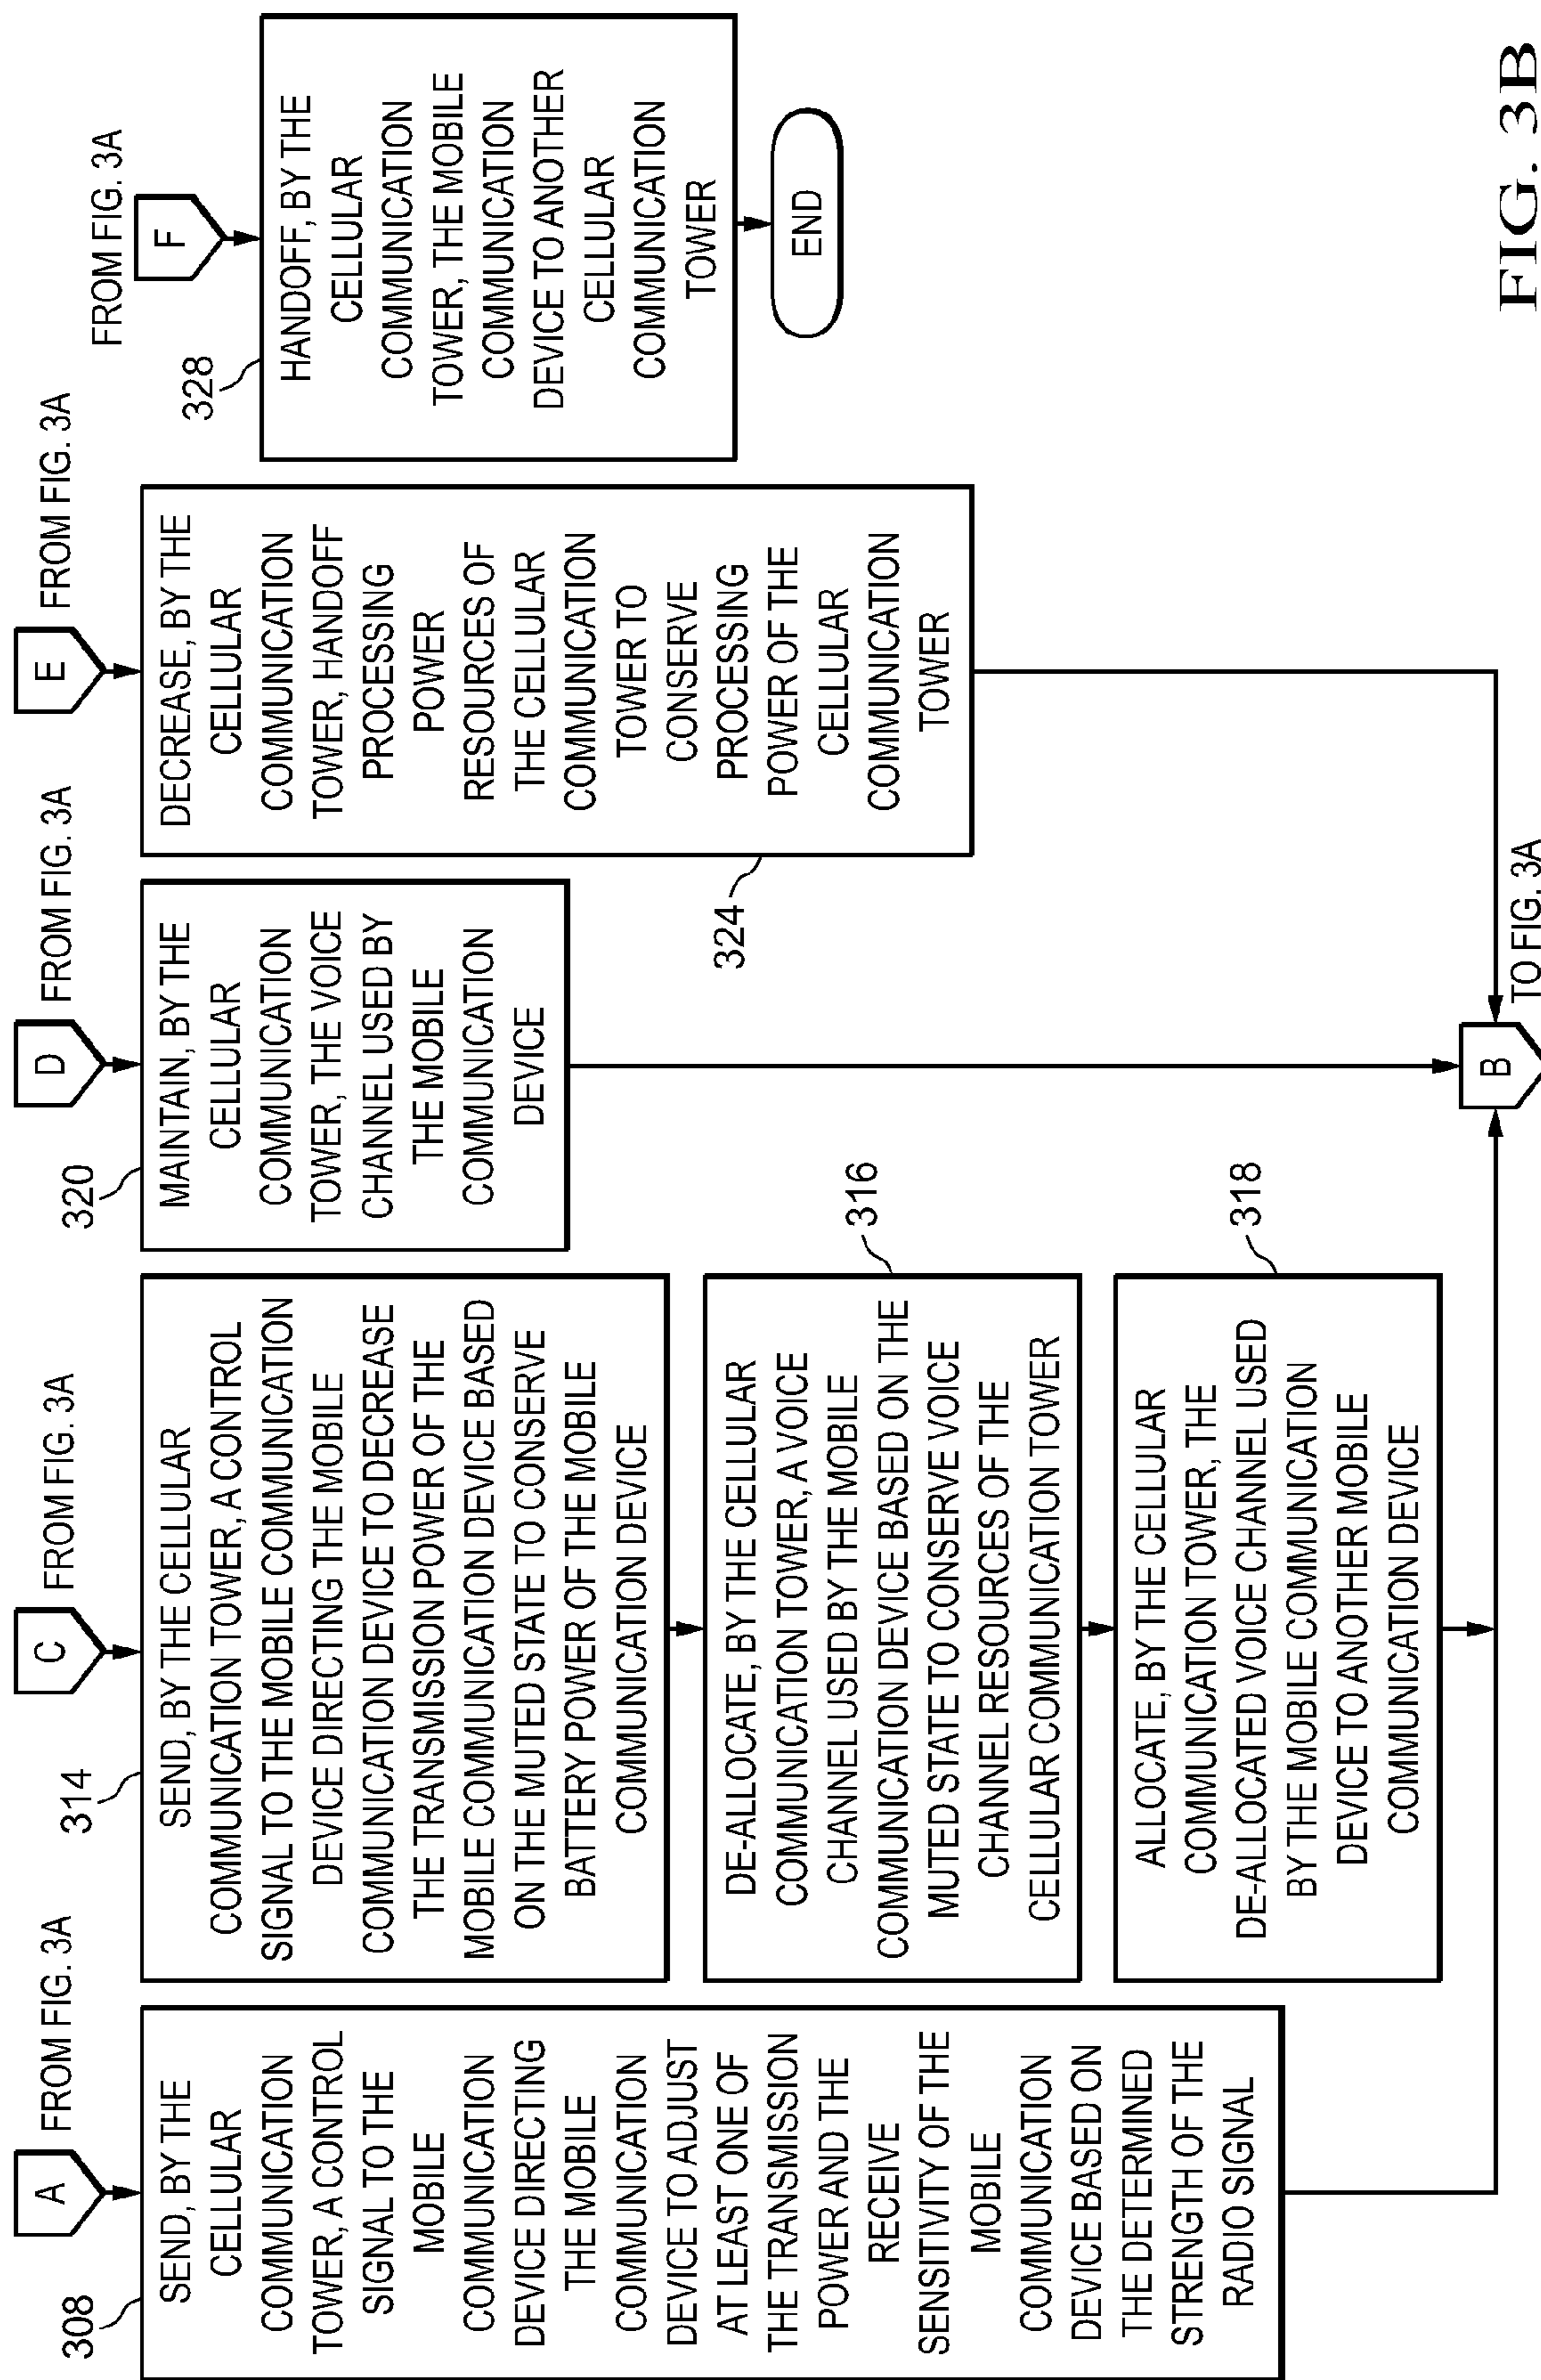 A
FROM FIG. 3A
308
SEND, BY THE
CELLULAR
COMMUNICATION
TOWER, A CONTROL
SIGNAL TO THE
MOBILE
COMMUNICATION
DEVICE DIRECTING
THE MOBILE
COMMUNICATION
DEVICE TO ADJUST
AT LEAST ONE OF
THE TRANSMISSION
POWER AND THE
RECEIVE
SENSITIVITY OF THE
MOBILE
COMMUNICATION
DEVICE BASED ON
THE DETERMINED
STRENGTH OF THE
RADIO SIGNAL
C
FROM FIG. 3A
314
SEND, BY THE CELLULAR
COMMUNICATION TOWER, A CONTROL
SIGNAL TO THE MOBILE COMMUNICATION
DEVICE DIRECTING THE MOBILE
COMMUNICATION DEVICE TO DECREASE
THE TRANSMISSION POWER OF THE
MOBILE COMMUNICATION DEVICE BASED
ON THE MUTED STATE TO CONSERVE
BATTERY POWER OF THE MOBILE
COMMUNICATION DEVICE
316
DE-ALLOCATE, BY THE CELLULAR
COMMUNICATION TOWER, A VOICE
CHANNEL USED BY THE MOBILE
COMMUNICATION DEVICE BASED ON THE
MUTED STATE TO CONSERVE VOICE
CHANNEL RESOURCES OF THE
CELLULAR COMMUNICATION TOWER
318
ALLOCATE, BY THE CELLULAR
COMMUNICATION TOWER, THE
DE-ALLOCATED VOICE CHANNEL USED
BY THE MOBILE COMMUNICATION
DEVICE TO ANOTHER MOBILE
COMMUNICATION DEVICE
D
FROM FIG. 3A
320
MAINTAIN, BY THE
CELLULAR
COMMUNICATION
TOWER, THE VOICE
CHANNEL USED BY
THE MOBILE
COMMUNICATION
DEVICE
E
FROM FIG. 3A
324
DECREASE, BY THE
CELLULAR
COMMUNICATION
TOWER, HANDOFF
PROCESSING
POWER
RESOURCES OF
THE CELLULAR
COMMUNICATION
TOWER TO
CONSERVE
PROCESSING
POWER OF THE
CELLULAR
COMMUNICATION
TOWER
FROM FIG. 3A
F
328
HANDOFF, BY THE
CELLULAR
COMMUNICATION
TOWER, THE MOBILE
COMMUNICATION
DEVICE TO ANOTHER
CELLULAR
COMMUNICATION
TOWER
END
B
TO FIG. 3A
FIG. 3B